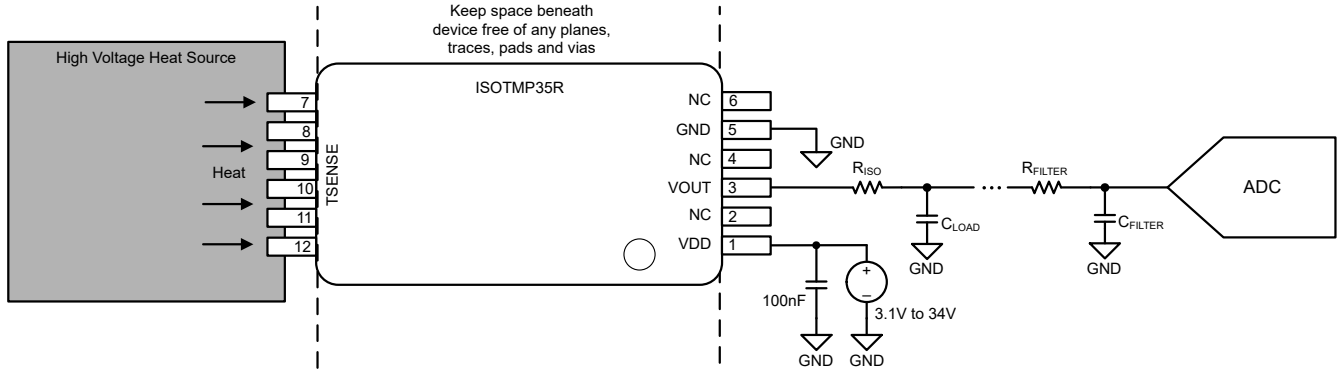 Keep space beneath
device free of any planes,
traces, pads and vias
High Voltage Heat Source
ISOTMP35R
7
8
9
10
11
12
Heat
TSENSE
NC 6
GND 5
NC 4
VOUT 3
NC 2
VDD 1
GND
RISO
CLOAD
GND
...
RFILTER
CFILTER
GND
ADC
100nF
+
–
3.1V to 34V
GND
GND